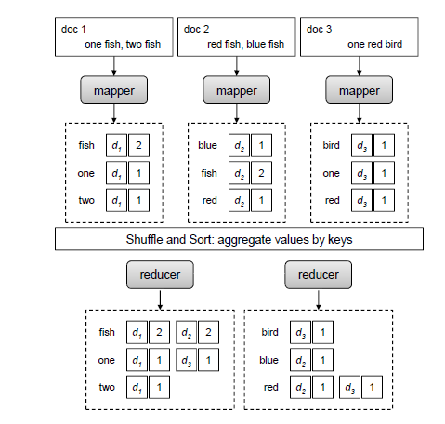 doc 1
one fish, two fish
doc 2
red fish, blue fish
doc 3
one red bird
mapper
mapper
mapper
fish d1 2
one d1 1
two d1 1
blue d2 1
fish d2 2
red d2 1
bird d3 1
one d3 1
red d3 1
Shuffle and Sort: aggregate values by keys
reducer
reducer
fish d1 2 d2 2
one d1 1 d3 1
two d1 1
bird d3 1
blue d2 1
red d2 1 d3 1